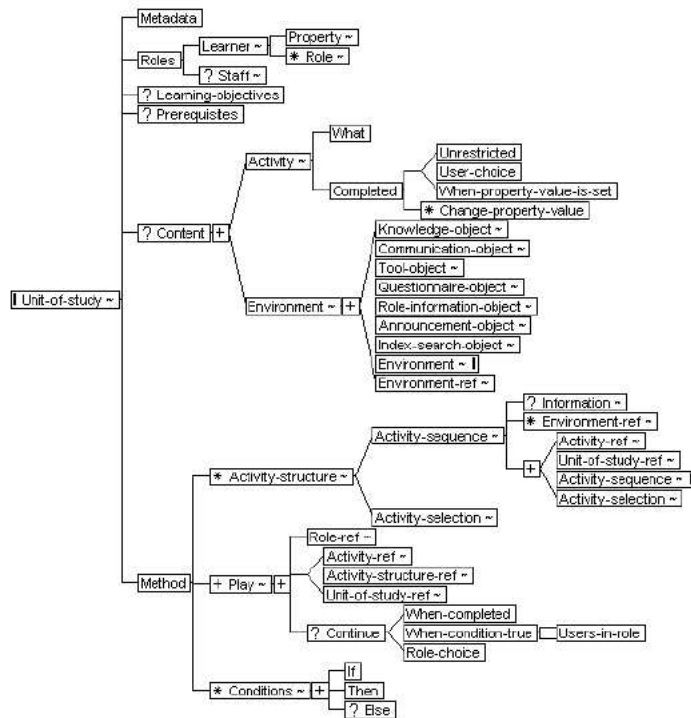 Metadata
Property ~
Learner ~
Roles
* Role ~
? Staff ~
? Learning-objectives
? Prerequistes
What
Activity ~
Unrestricted
User-choice
Completed
When-property-value-is-set
* Change-property-value
? Content +
Knowledge-object ~
Communication-object ~
Tool-object ~
Questionnaire-object ~
Unit-of-study ~
Environment ~ +
Role-information-object ~
Announcement-object ~
Index-search-object ~
Environment ~
Environment-ref ~
? Information ~
* Environment-ref ~
Activity-sequence ~
Activity-ref ~
Unit-of-study-ref ~
+
Activity-sequence ~
Activity-selection ~
* Activity-structure ~
Activity-selection ~
Role-ref ~
Activity-ref ~
Method
+ Play ~ +
Activity-structure-ref ~
Unit-of-study-ref ~
When-completed
? Continue
When-condition-true
Users-in-role
Role-choice
If
* Conditions ~ +
Then
? Else